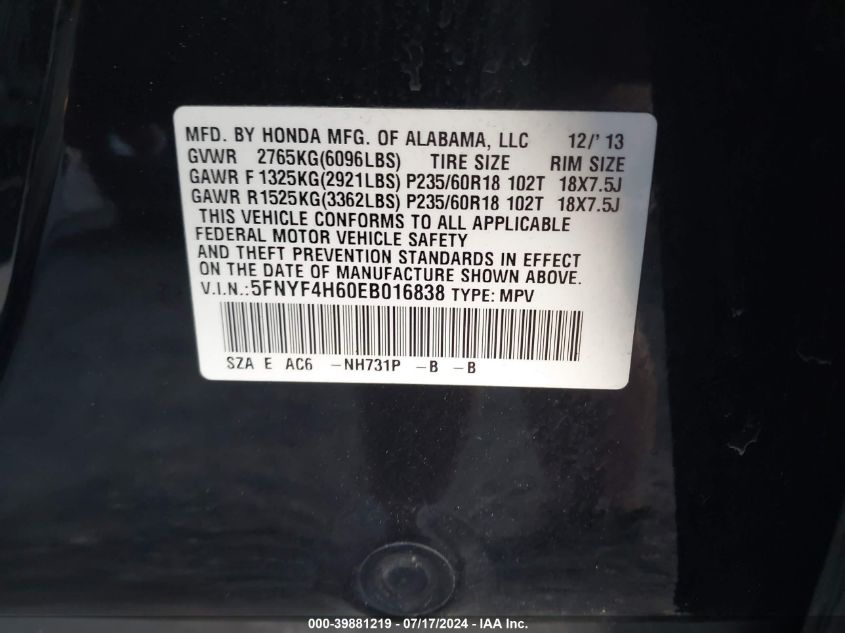 MFD. BY HONDA MFG. OF ALABAMA, LLC 12/' 13
GVWR 2765KG(6096LBS) TIRE SIZE RIM SIZE
GAWR F 1325KG(2921LBS) P235/60R18 102T 18X7.5J
GAWR R1525KG(3362LBS) P235/60R18 102T 18X7.5J
THIS VEHICLE CONFORMS TO ALL APPLICABLE
FEDERAL MOTOR VEHICLE SAFETY
AND THEFT PREVENTION STANDARDS IN EFFECT
ON THE DATE OF MANUFACTURE SHOWN ABOVE.
V.I.N.:5FNYF4H60EB016838 TYPE: MPV
SZA E AC6 -NH731P -B -B
000-39881219 - 07/17/2024 - IAA Inc.